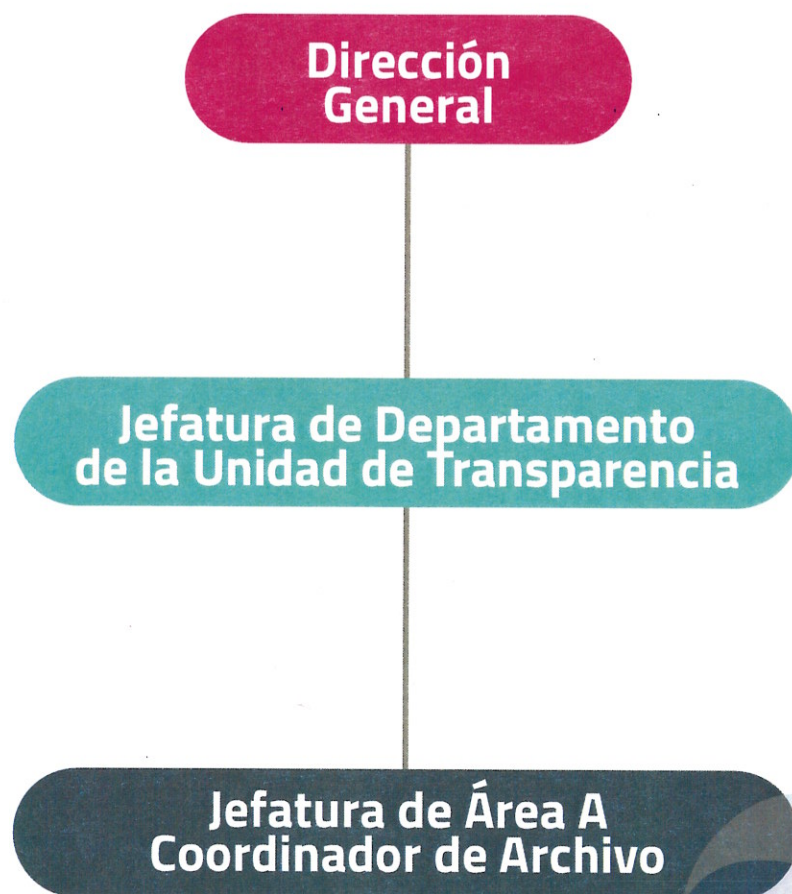 Dirección
General
Jefatura de Departamento
de la Unidad de Transparencia
Jefatura de Área A
Coordinador de Archivo